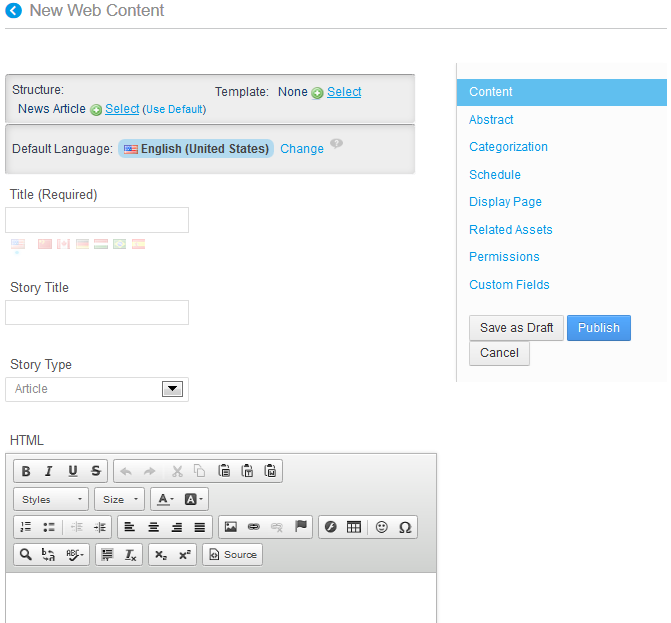 New Web Content
Structure:
News Article Select (Use Default)
Template: None Select
Default Language: English (United States) Change ?
Title (Required)
Story Title
Story Type
Article
HTML
B I U S
Styles Size A A
ABC
Source
Content
Abstract
Categorization
Schedule
Display Page
Related Assets
Permissions
Custom Fields
Save as Draft Publish
Cancel